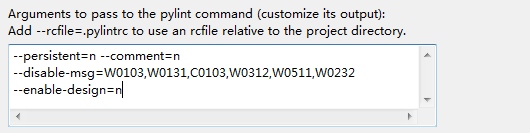 Arguments to pass to the pylint command (customize its output):
Add --rcfile=.pylintrc to use an rcfile relative to the project directory.
--persistent=n --comment=n
--disable-msg=W0103,W0131,C0103,W0312,W0511,W0232
--enable-design=n